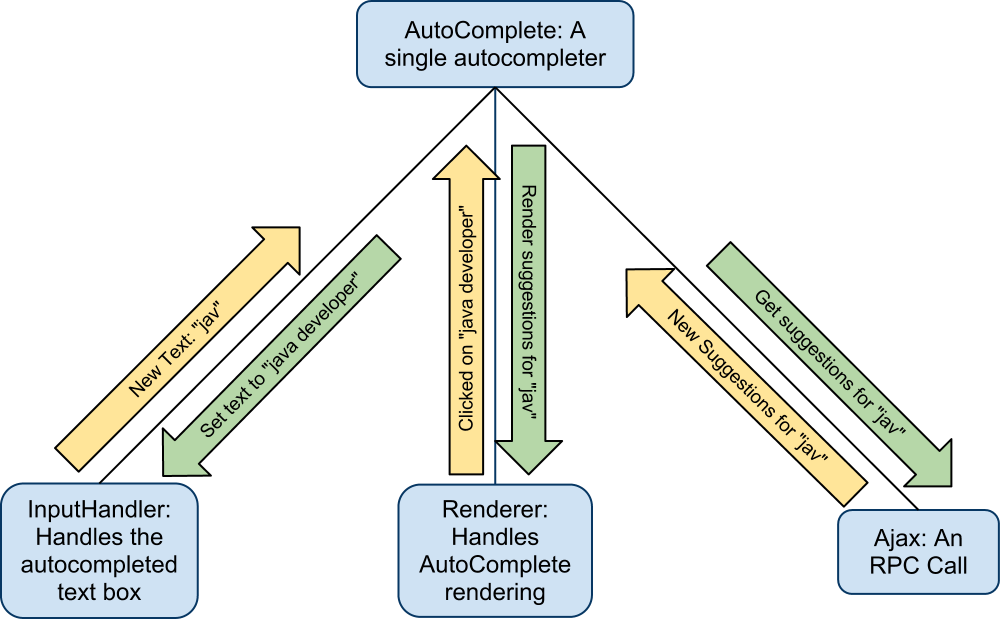 AutoComplete: A
single autocompleter
New Text: "jav"
Set text to "java developer"
Clicked on "java developer"
Render suggestions for "jav"
New Suggestions for "jav"
Get suggestions for "jav"
InputHandler:
Handles the
autocompleted
text box
Renderer:
Handles
AutoComplete
rendering
Ajax: An
RPC Call